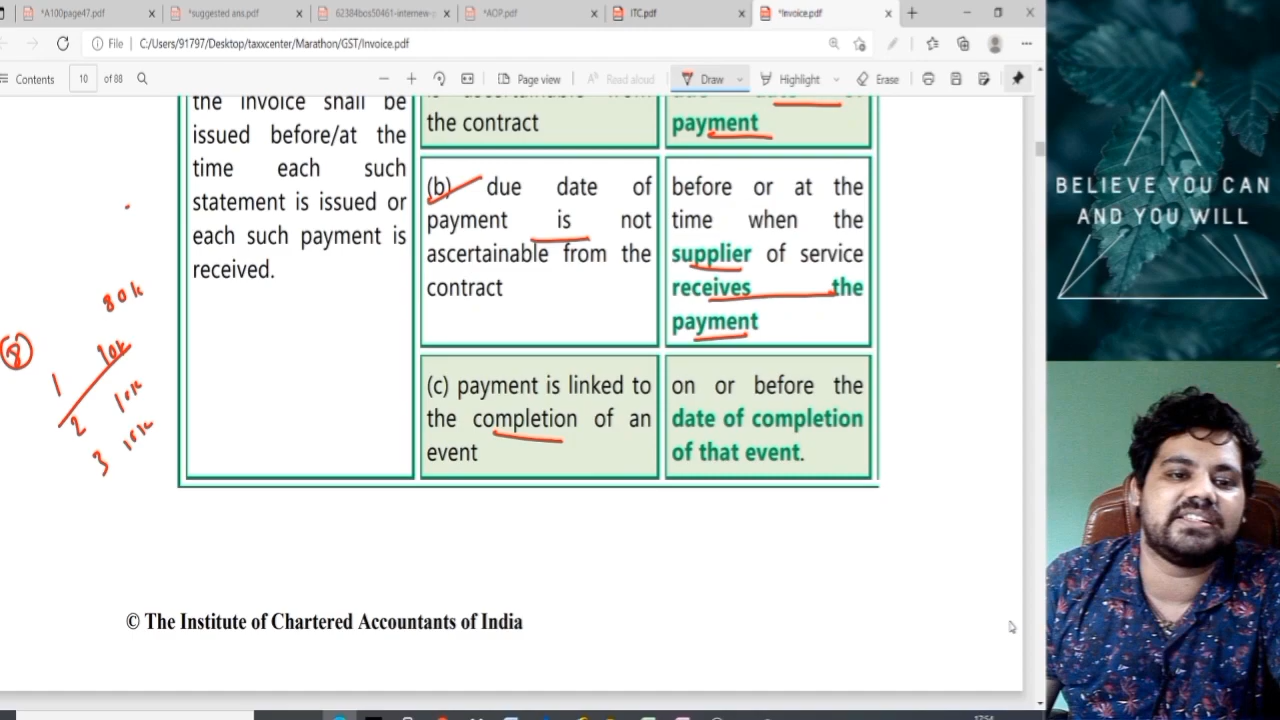 *A100page47.pdf
*suggested ans.pdf
62384bos50461-internew-
*AOP.pdf
ITC.pdf
*Invoice.pdf
File
C:/Users/91797/Desktop/taxxcenter/Marathon/GST/Invoice.pdf
Contents
10
of 88
Page view
Read aloud
Draw
Highlight
Erase
the invoice shall be
issued before/at the
time each such
statement is issued or
each such payment is
received.
the contract
payment
(b) due date of
payment is not
ascertainable from the
contract
before or at the
time when the
supplier of service
receives the
payment
(c) payment is linked to
the completion of an
event
on or before the
date of completion
of that event.
80k
8
1 10k
2 10k
3 10k
© The Institute of Chartered Accountants of India
BELIEVE YOU CAN
AND YOU WILL